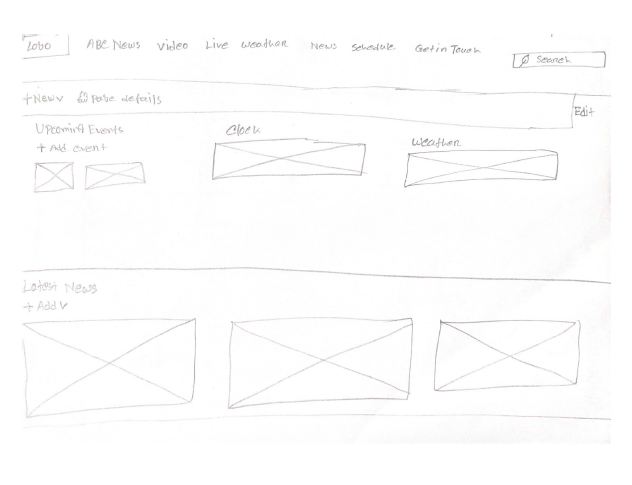 Logo ABC News Video Live weather News schedule Get in Touch
Search
+ New v Page details
Edit
Upcoming Events
+ Add event
Clock
Weather
Latest News
+ Add v